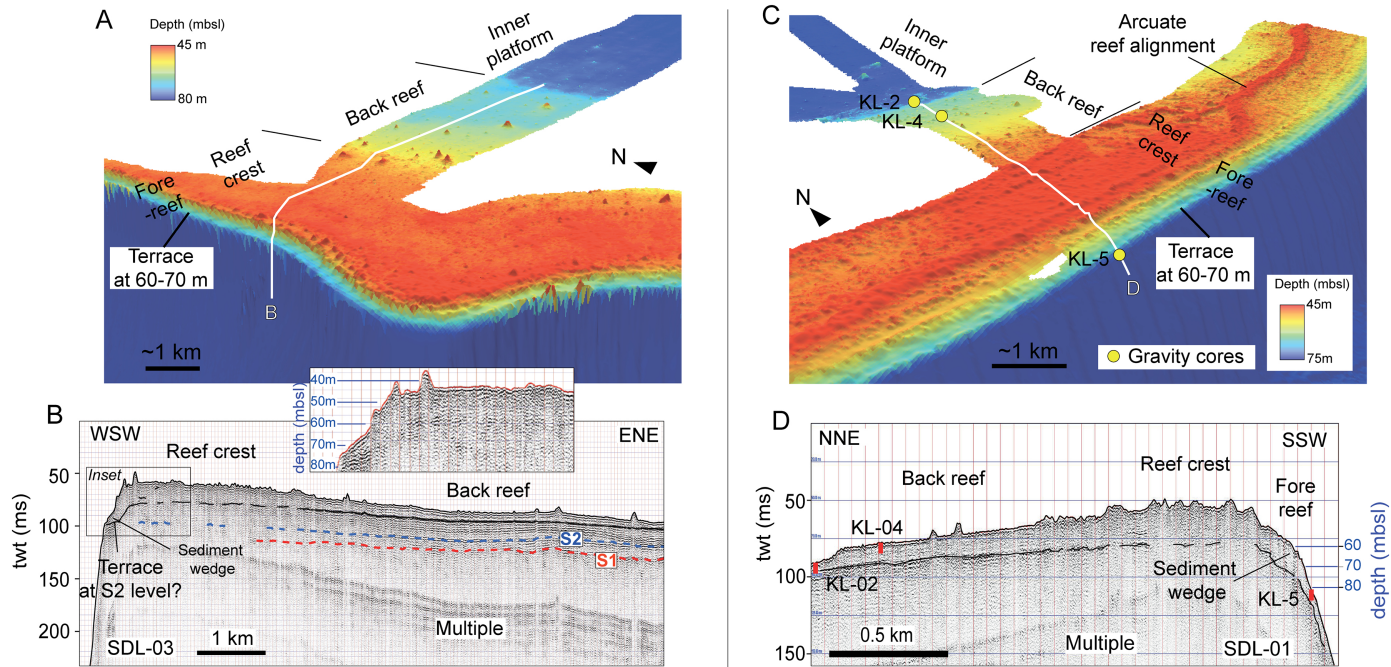 A
Depth (mbsl)
45 m
80 m
Inner
platform
Back reef
Reef
crest
Fore
-reef
Terrace
at 60-70 m
N
B
~1 km
C
Inner
platform
Arcuate
reef alignment
Back reef
KL-2
KL-4
Reef
crest
Fore-
reef
N
KL-5
D
Terrace
at 60-70 m
Depth (mbsl)
45m
75m
~1 km
Gravity cores
B
WSW
ENE
Reef crest
Inset
Back reef
depth (mbsl)
40m
50m
60m
70m
80m
twt (ms)
50
100
150
200
S2
S1
Sediment
wedge
Terrace
at S2 level?
Multiple
SDL-03
1 km
D
NNE
SSW
Back reef
Reef crest
Fore
reef
twt (ms)
50
100
150
KL-04
KL-02
Sediment
wedge
KL-5
60
70
80
depth (mbsl)
0.5 km
Multiple
SDL-01